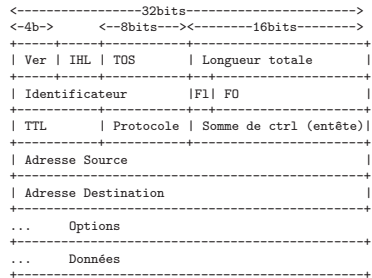 <-----------------32bits--------------------->
<-4b-> <--8bits---><-------16bits-------->
| Ver | IHL | TOS | Longueur totale |
| Identificateur |Fl| FO |
| TTL | Protocole | Somme de ctrl (entête)|
| Adresse Source |
| Adresse Destination |
... Options
... Données